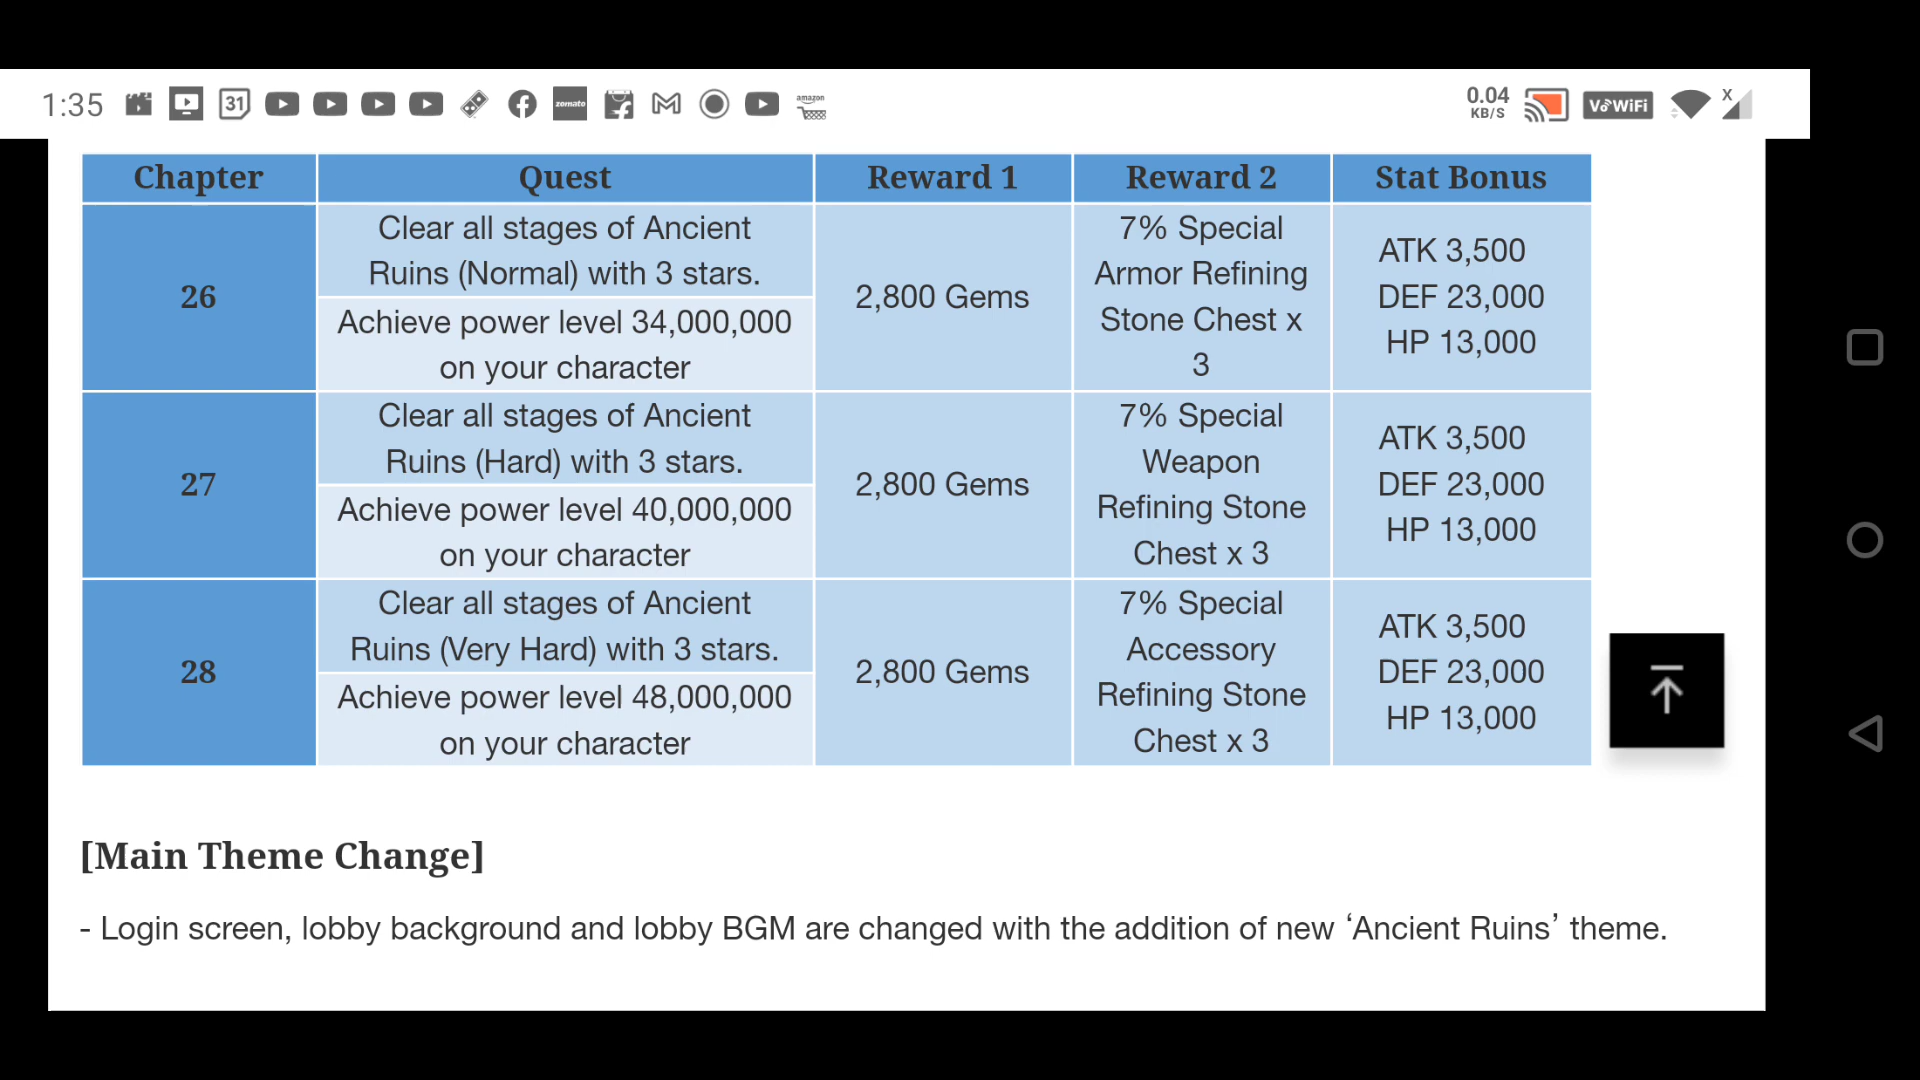 1:35
31
zomato
amazon
0.04
KB/S
VoWiFi
X
Chapter
Quest
Reward 1
Reward 2
Stat Bonus
26
Clear all stages of Ancient
Ruins (Normal) with 3 stars.
Achieve power level 34,000,000
on your character
2,800 Gems
7% Special
Armor Refining
Stone Chest x
3
ATK 3,500
DEF 23,000
HP 13,000
27
Clear all stages of Ancient
Ruins (Hard) with 3 stars.
Achieve power level 40,000,000
on your character
2,800 Gems
7% Special
Weapon
Refining Stone
Chest x 3
ATK 3,500
DEF 23,000
HP 13,000
28
Clear all stages of Ancient
Ruins (Very Hard) with 3 stars.
Achieve power level 48,000,000
on your character
2,800 Gems
7% Special
Accessory
Refining Stone
Chest x 3
ATK 3,500
DEF 23,000
HP 13,000
[Main Theme Change]
- Login screen, lobby background and lobby BGM are changed with the addition of new ‘Ancient Ruins’ theme.